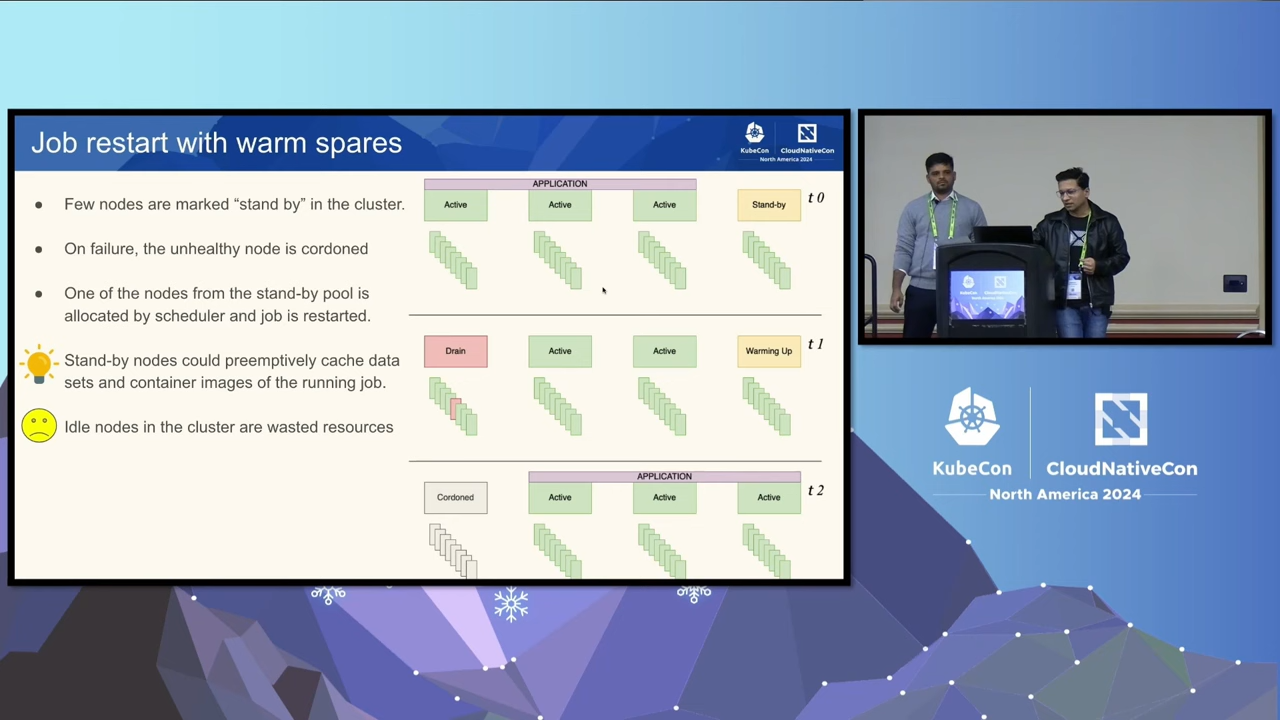 Job restart with warm spares
KubeCon
CloudNativeCon
North America 2024
Few nodes are marked “stand by” in the cluster.
On failure, the unhealthy node is cordoned
One of the nodes from the stand-by pool is
allocated by scheduler and job is restarted.
Stand-by nodes could preemptively cache data
sets and container images of the running job.
Idle nodes in the cluster are wasted resources
APPLICATION
Active
Active
Active
Stand-by
t 0
Drain
Active
Active
Warming Up
t 1
APPLICATION
Cordoned
Active
Active
Active
t 2
KubeCon
CloudNativeCon
North America 2024